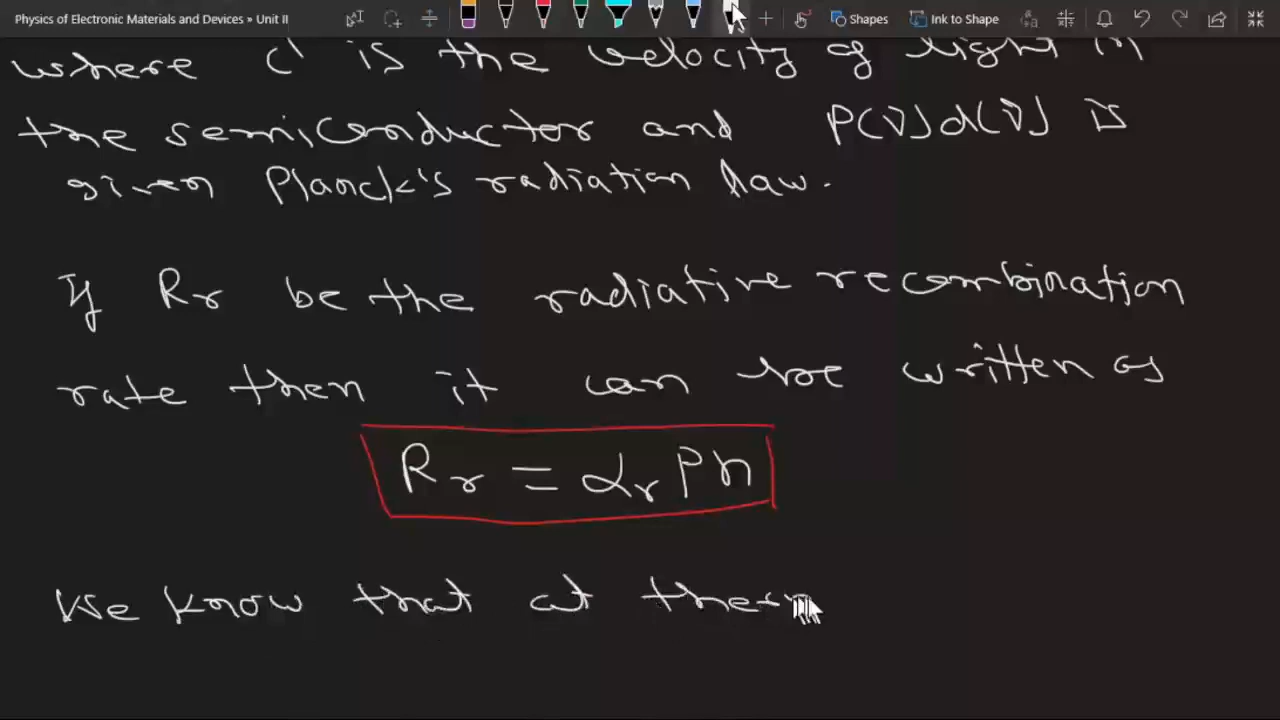 Physics of Electronic Materials and Devices » Unit II
Shapes
Ink to Shape
where c' is the velocity of light in
the semiconductor and P(ν)d(ν) is
given Planck's radiation law.
If Rr be the radiative recombination
rate then it can be written as
Rr = αr Pn
We know that at ther